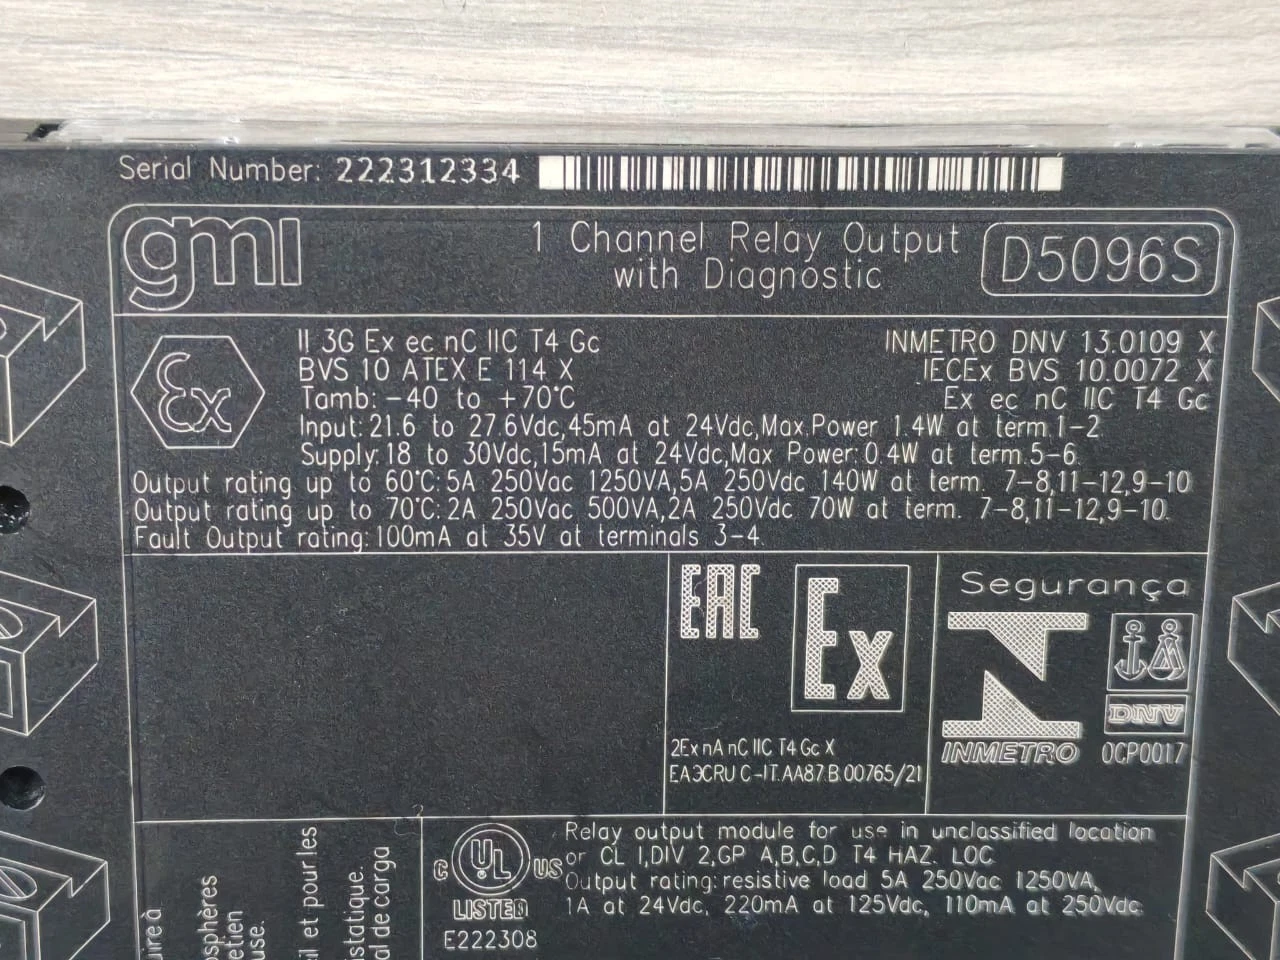 Serial Number: 222312334
gmi
1 Channel Relay Output
with Diagnostic
D5096S
II 3G Ex ec nC IIC T4 Gc
BVS 10 ATEX E 114 X
Tamb: -40 to +70°C
INMETRO DNV 13.0109 X
IECEx BVS 10.0072 X
Ex ec nC IIC T4 Gc
Input: 21.6 to 27.6Vdc,45mA at 24Vdc,Max.Power 1.4W at term.1-2
Supply:18 to 30Vdc,15mA at 24Vdc,Max Power:0.4W at term.5-6.
Output rating up to 60°C:5A 250Vac 1250VA,5A 250Vdc 140W at term. 7-8,11-12,9-10
Output rating up to 70°C:2A 250Vac 500VA,2A 250Vdc 70W at term. 7-8,11-12,9-10.
Fault Output rating:100mA at 35V at terminals 3-4.
EAC
Ex
2Ex nA nC IIC T4 Gc X
EAЭС RU C-IT.AA87.B.00765/21
Segurança
DNV
INMETRO
OCP0017
C UL US
LISTED
E222308
Relay output module for use in unclassified location
or CL I,DIV 2,GP A,B,C,D T4 HAZ. LOC
Output rating:resistive load 5A 250Vac 1250VA,
1A at 24Vdc, 220mA at 125Vdc, 110mA at 250Vdc
il et pour les